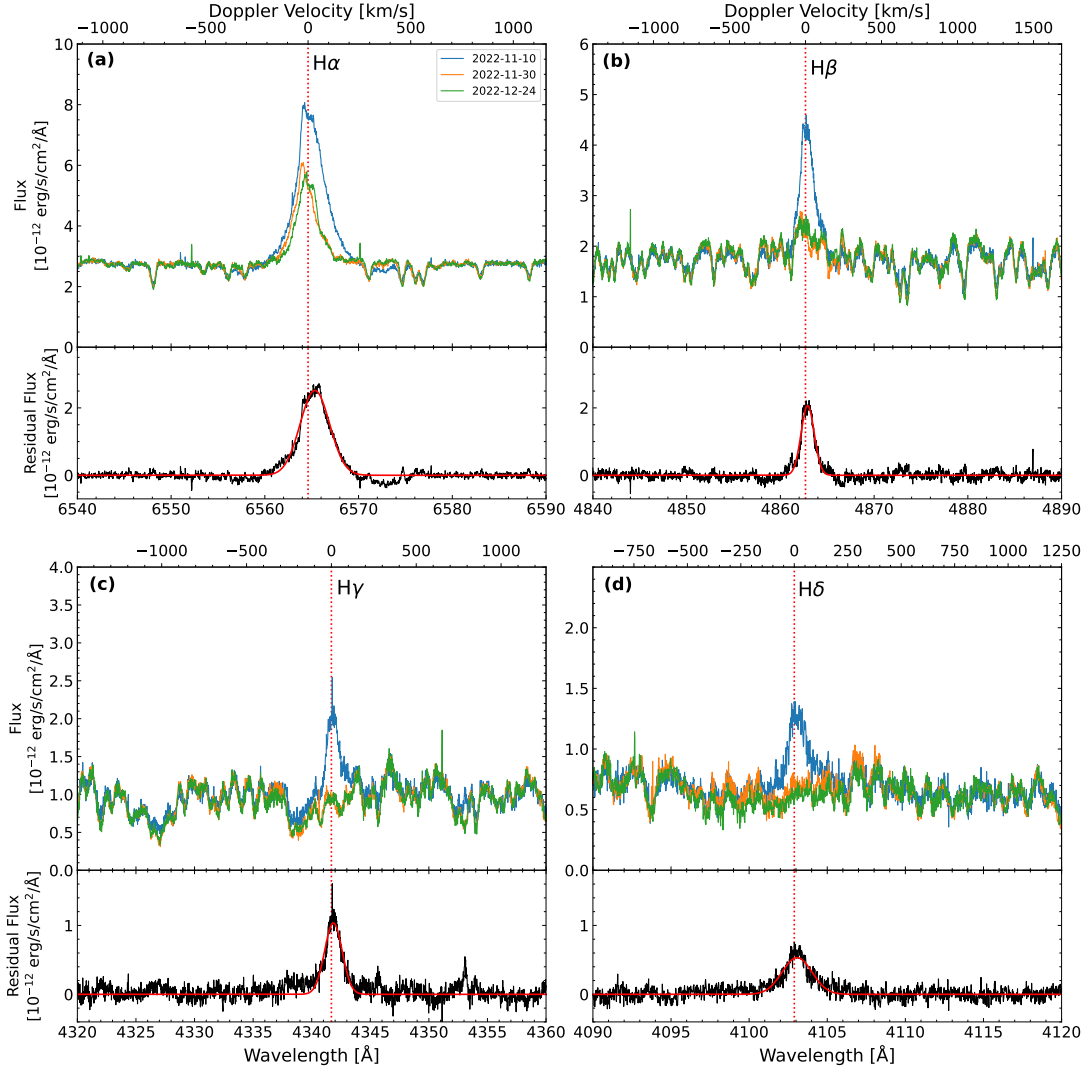 Doppler Velocity [km/s]
−1000 −500 0 500 1000
(a)
Hα
2022-11-10
2022-11-30
2022-12-24
Flux
[10⁻¹² erg/s/cm²/Å]
10
8
6
4
2
0
Residual Flux
[10⁻¹² erg/s/cm²/Å]
2
0
6540 6550 6560 6570 6580 6590
Doppler Velocity [km/s]
−1000 −500 0 500 1000 1500
(b)
Hβ
6
5
4
3
2
1
0
2
0
4840 4850 4860 4870 4880 4890
−1000 −500 0 500 1000
(c)
Hγ
Flux
[10⁻¹² erg/s/cm²/Å]
4.0
3.5
3.0
2.5
2.0
1.5
1.0
0.5
0.0
Residual Flux
[10⁻¹² erg/s/cm²/Å]
1
0
4320 4325 4330 4335 4340 4345 4350 4355 4360
Wavelength [Å]
−750 −500 −250 0 250 500 750 1000 1250
(d)
Hδ
2.0
1.5
1.0
0.5
0.0
1
0
4090 4095 4100 4105 4110 4115 4120
Wavelength [Å]